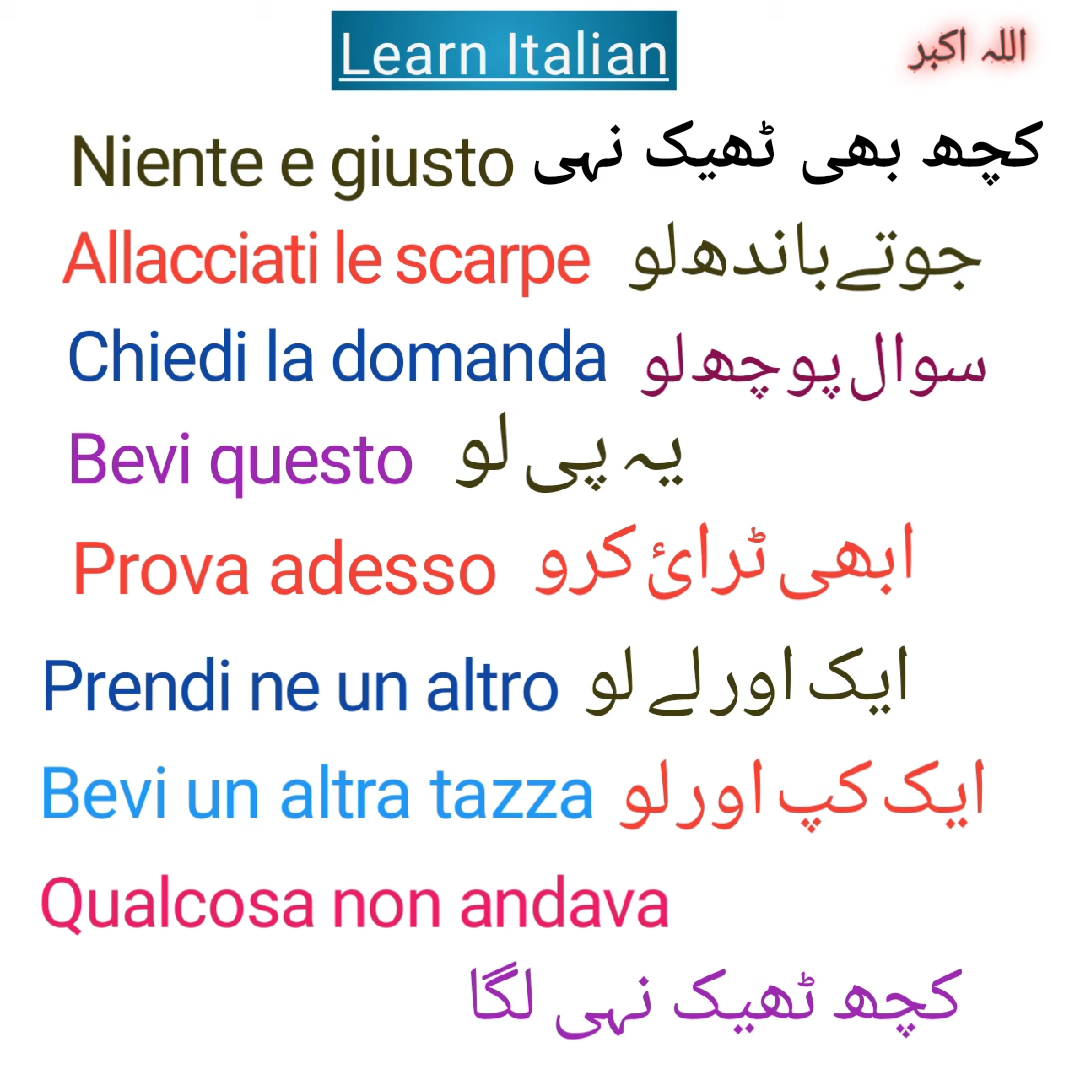 Learn Italian
اللہ اکبر
Niente e giusto کچھ بھی ٹھیک نہی
Allacciati le scarpe جوتے باندھ لو
Chiedi la domanda سوال پوچھ لو
Bevi questo یہ پی لو
Prova adesso ابھی ٹرائ کرو
Prendi ne un altro ایک اور لے لو
Bevi un altra tazza ایک کپ اور لو
Qualcosa non andava
کچھ ٹھیک نہی لگا